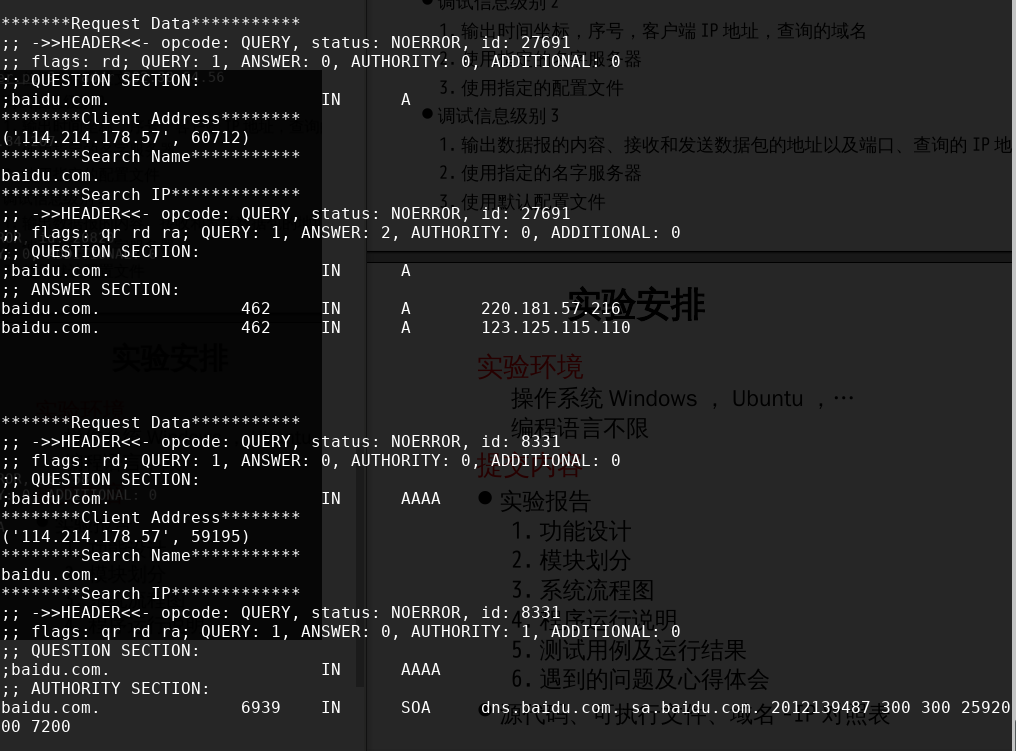 *******Request Data***********
;; ->>HEADER<<- opcode: QUERY, status: NOERROR, id: 27691
;; flags: rd; QUERY: 1, ANSWER: 0, AUTHORITY: 0, ADDITIONAL: 0
;; QUESTION SECTION:
;baidu.com. IN A
********Client Address********
('114.214.178.57', 60712)
********Search Name***********
baidu.com.
********Search IP*************
;; ->>HEADER<<- opcode: QUERY, status: NOERROR, id: 27691
;; flags: qr rd ra; QUERY: 1, ANSWER: 2, AUTHORITY: 0, ADDITIONAL: 0
;; QUESTION SECTION:
;baidu.com. IN A
;; ANSWER SECTION:
baidu.com. 462 IN A 220.181.57.216
baidu.com. 462 IN A 123.125.115.110
*******Request Data***********
;; ->>HEADER<<- opcode: QUERY, status: NOERROR, id: 8331
;; flags: rd; QUERY: 1, ANSWER: 0, AUTHORITY: 0, ADDITIONAL: 0
;; QUESTION SECTION:
;baidu.com. IN AAAA
********Client Address********
('114.214.178.57', 59195)
********Search Name***********
baidu.com.
********Search IP*************
;; ->>HEADER<<- opcode: QUERY, status: NOERROR, id: 8331
;; flags: qr rd ra; QUERY: 1, ANSWER: 0, AUTHORITY: 1, ADDITIONAL: 0
;; QUESTION SECTION:
;baidu.com. IN AAAA
;; AUTHORITY SECTION:
baidu.com. 6939 IN SOA dns.baidu.com. sa.baidu.com. 2012139487 300 300 25920
00 7200
调试信息级别 2
1. 输出时间坐标，序号，客户端 IP 地址，查询的域名
3. 使用指定的配置文件
调试信息级别 3
1. 输出数据报的内容、接收和发送数据包的地址以及端口、查询的 IP 地
2. 使用指定的名字服务器
3. 使用默认配置文件
实验安排
实验环境
操作系统 Windows ， Ubuntu ，…
编程语言不限
提交内容
实验报告
1. 功能设计
2. 模块划分
3. 系统流程图
4. 程序运行说明
5. 测试用例及运行结果
6. 遇到的问题及心得体会
源代码、可执行文件、域名—IP 对照表
实验安排